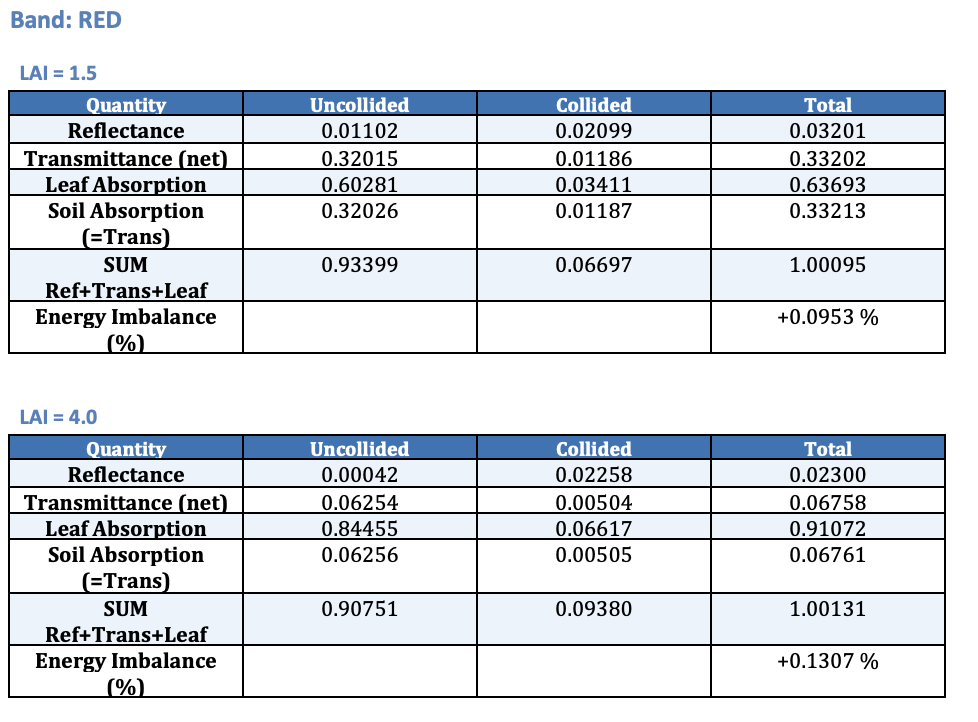 Band: RED
LAI = 1.5
Quantity Uncollided Collided Total
Reflectance 0.01102 0.02099 0.03201
Transmittance (net) 0.32015 0.01186 0.33202
Leaf Absorption 0.60281 0.03411 0.63693
Soil Absorption 0.32026 0.01187 0.33213
(=Trans)
SUM 0.93399 0.06697 1.00095
Ref+Trans+Leaf
Energy Imbalance +0.0953 %
(%)
LAI = 4.0
Quantity Uncollided Collided Total
Reflectance 0.00042 0.02258 0.02300
Transmittance (net) 0.06254 0.00504 0.06758
Leaf Absorption 0.84455 0.06617 0.91072
Soil Absorption 0.06256 0.00505 0.06761
(=Trans)
SUM 0.90751 0.09380 1.00131
Ref+Trans+Leaf
Energy Imbalance +0.1307 %
(%)